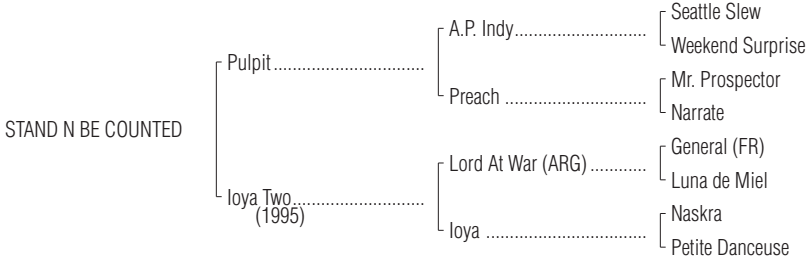 Seattle Slew
A.P. Indy..............................
Weekend Surprise
Pulpit..................................
Mr. Prospector
Preach ................................
Narrate
STAND N BE COUNTED
General (FR)
Lord At War (ARG) ............
Luna de Miel
Ioya Two..............................
(1995)
Naskra
Ioya ....................................
Petite Danceuse